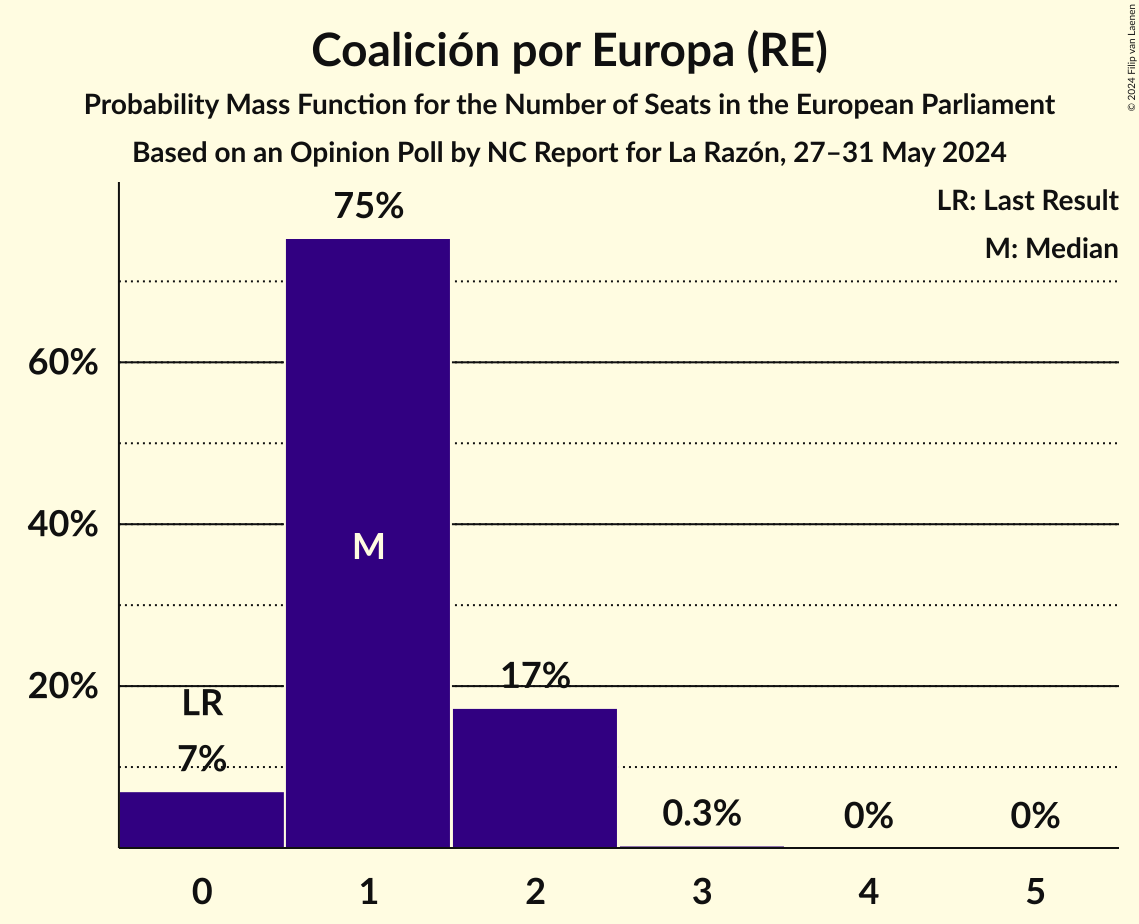 Coalición por Europa (RE)
Probability Mass Function for the Number of Seats in the European Parliament
Based on an Opinion Poll by NC Report for La Razón, 27–31 May 2024
© 2024 Filip van Laenen
LR: Last Result
M: Median
75%
60%
40%
20%
M
17%
LR
7%
0.3%
0%
0%
0
1
2
3
4
5